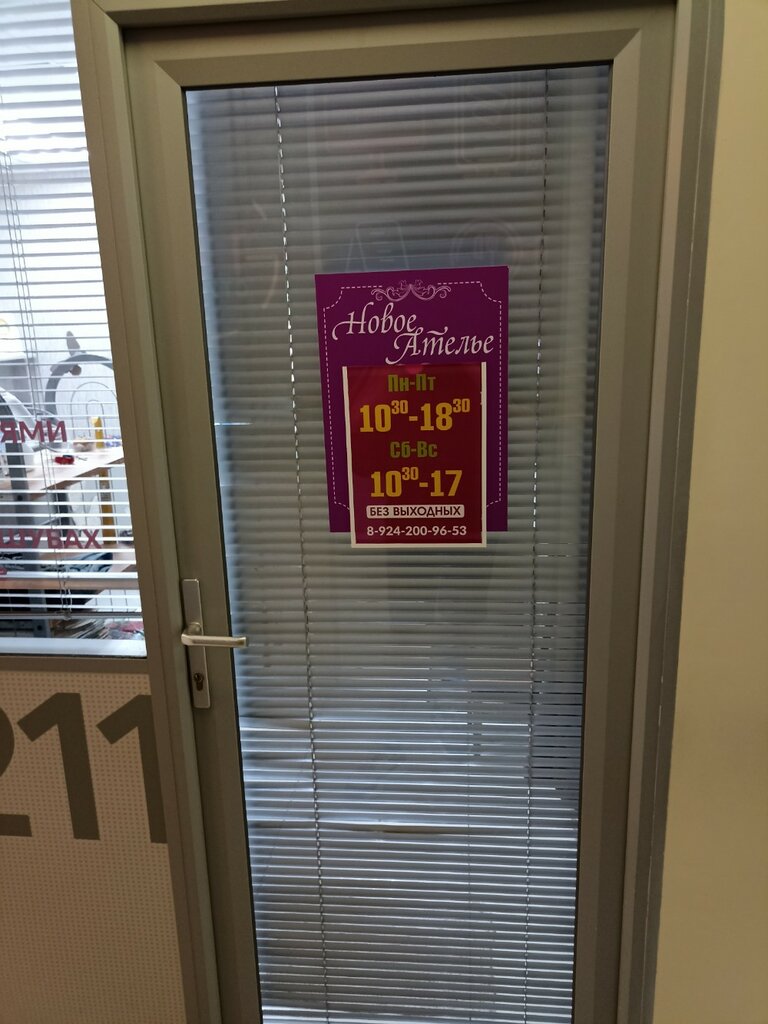 Новое
Ателье
Пн-Пт
10³⁰-18³⁰
Сб-Вс
10³⁰-17
БЕЗ ВЫХОДНЫХ
8-924-200-96-53
211